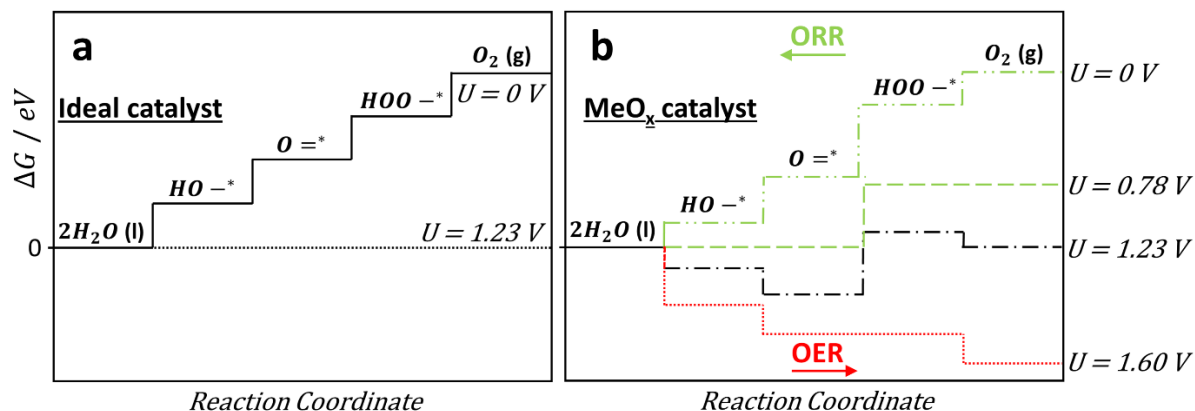 a
Ideal catalyst
ΔG / eV
0
2H₂O (l)
HO −*
O =*
HOO −*
O₂ (g)
U = 0 V
U = 1.23 V
Reaction Coordinate
b
ORR
MeOₓ catalyst
2H₂O (l)
HO −*
O =*
HOO −*
O₂ (g)
U = 0 V
U = 0.78 V
U = 1.23 V
U = 1.60 V
OER
Reaction Coordinate